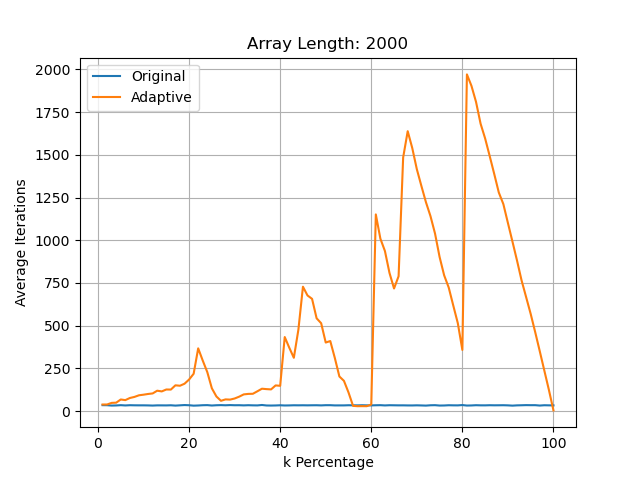 Array Length: 2000
Original
Adaptive
Average Iterations
2000
1750
1500
1250
1000
750
500
250
0
0 20 40 60 80 100
k Percentage